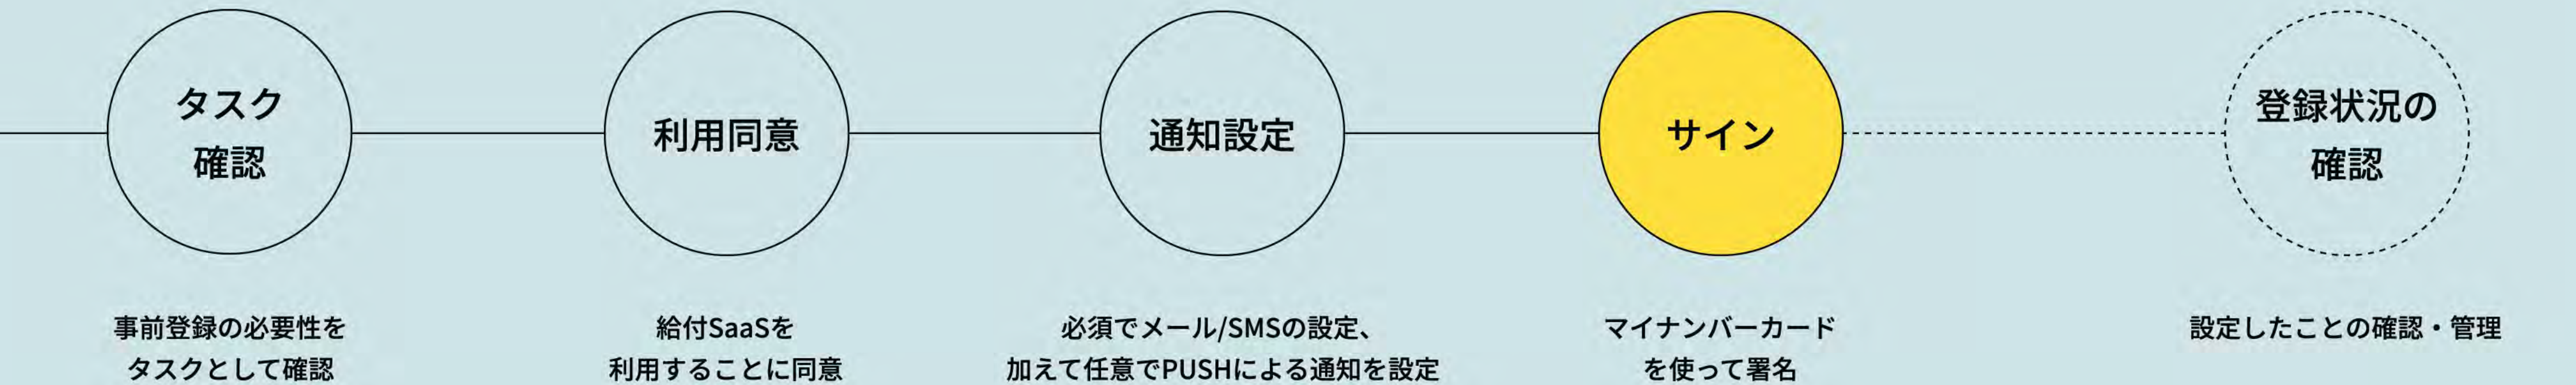 タスク
確認
利用同意
通知設定
サイン
登録状況の
確認
事前登録の必要性を
タスクとして確認
給付SaaSを
利用することに同意
必須でメール/SMSの設定、
加えて任意でPUSHによる通知を設定
マイナンバーカード
を使って署名
設定したことの確認・管理